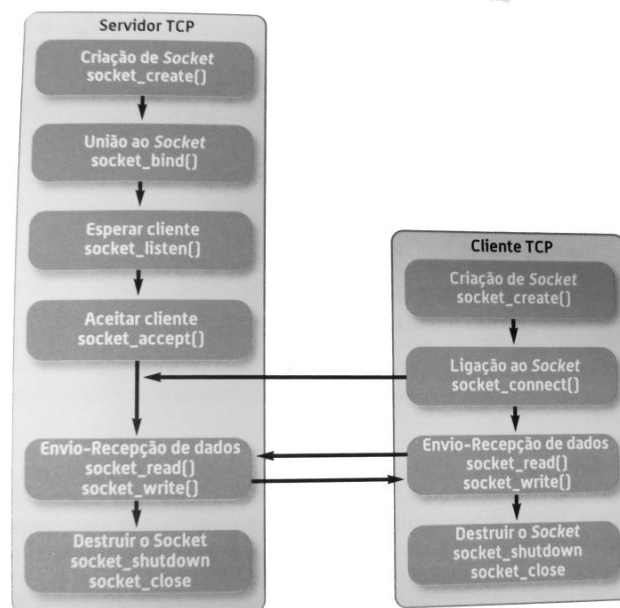 Servidor TCP
Criação de Socket
socket_create()
União ao Socket
socket_bind()
Esperar cliente
socket_listen()
Aceitar cliente
socket_accept()
Envio-Recepção de dados
socket_read()
socket_write()
Destruir o Socket
socket_shutdown
socket_close
Cliente TCP
Criação de Socket
socket_create()
Ligação ao Socket
socket_connect()
Envio-Recepção de dados
socket_read()
socket_write()
Destruir o Socket
socket_shutdown
socket_close